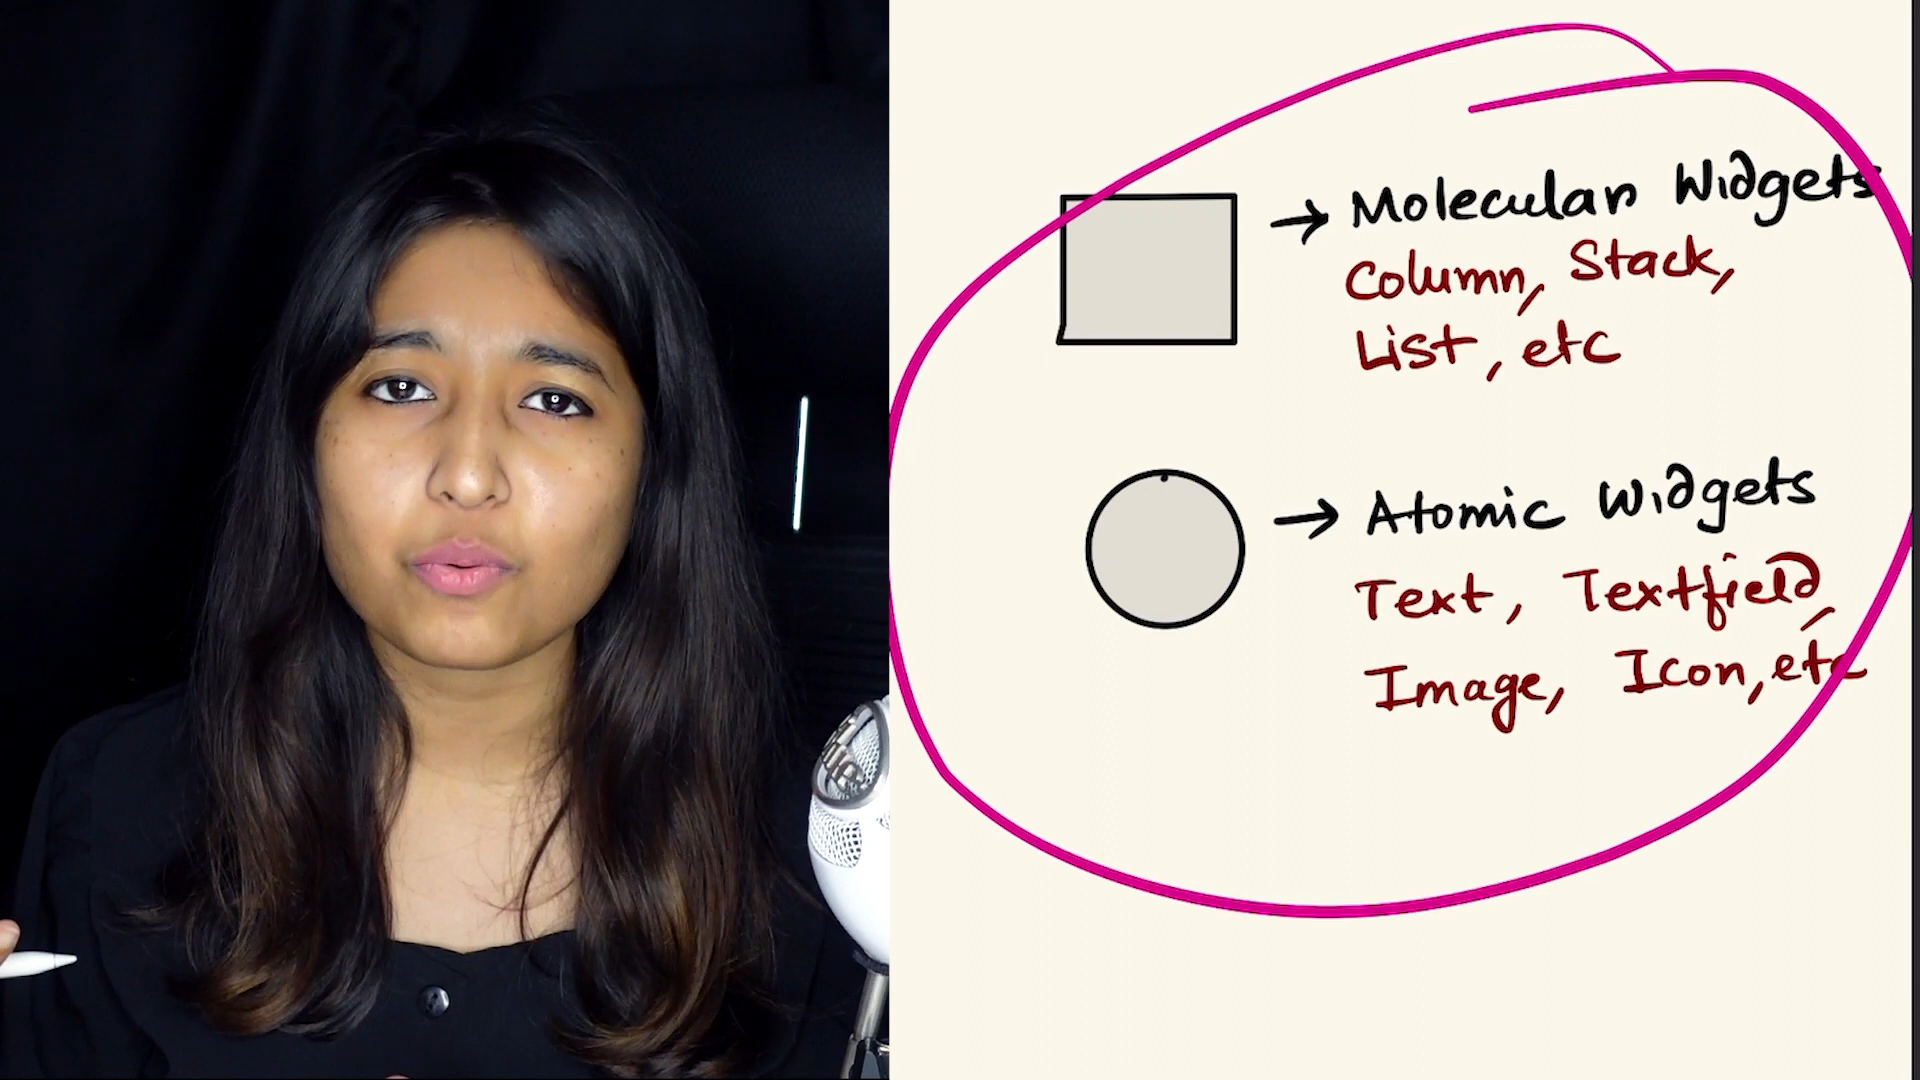 → Molecular Widgets
Column, Stack,
List, etc
→ Atomic Widgets
Text, Textfield,
Image, Icon, etc